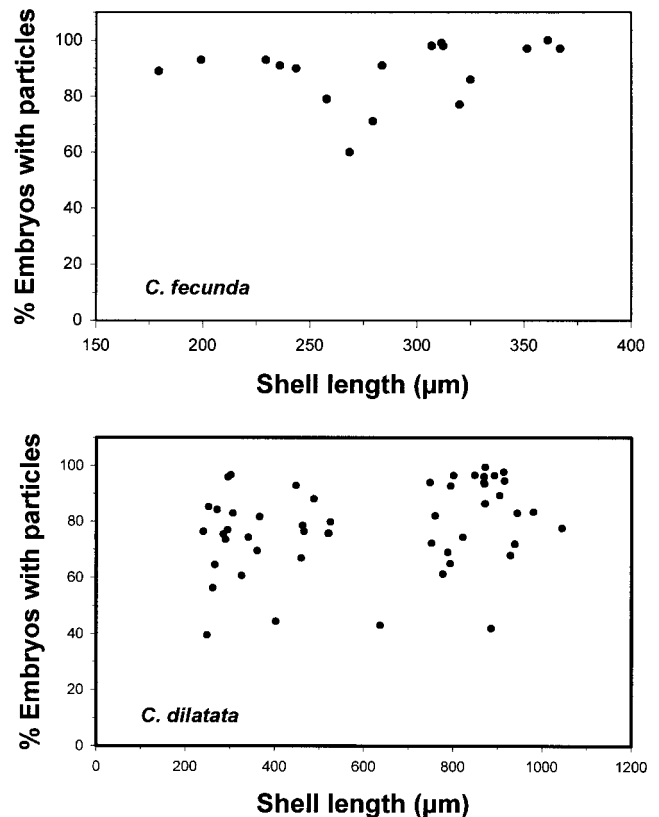 % Embryos with particles
100
80
60
40
20
0
C. fecunda
150 200 250 300 350 400
Shell length (µm)
% Embryos with particles
100
80
60
40
20
0
C. dilatata
0 200 400 600 800 1000 1200
Shell length (µm)